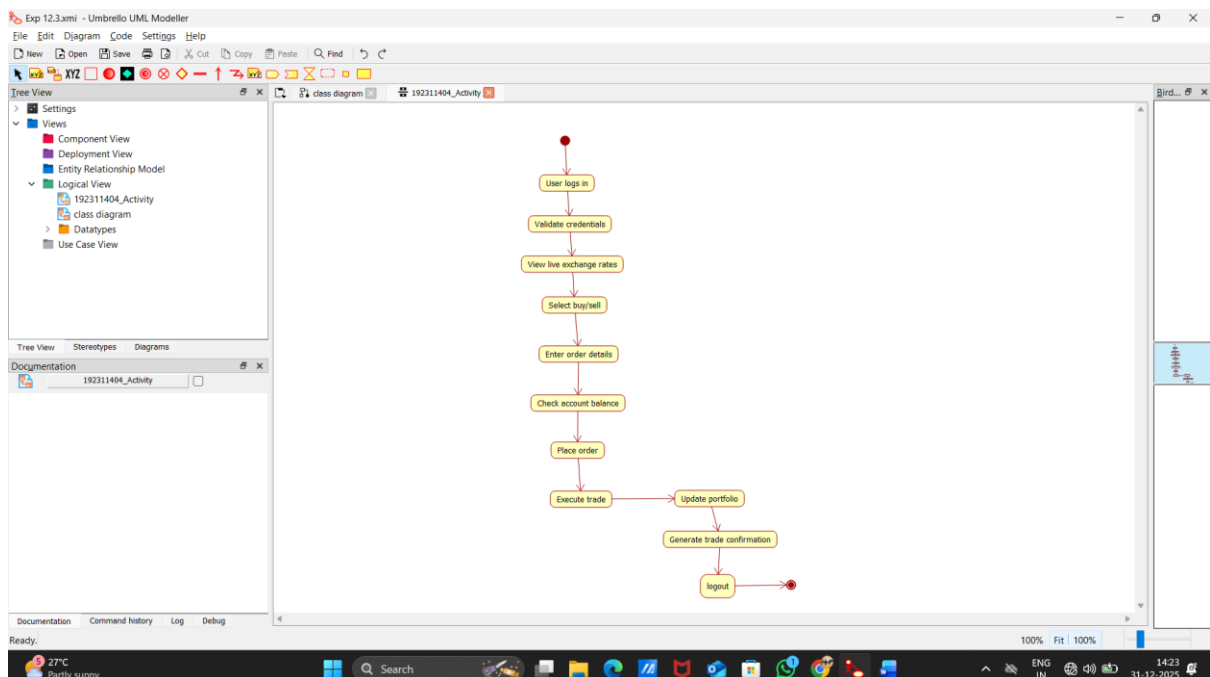 Exp 12.3.xmi - Umbrello UML Modeller
File Edit Diagram Code Settings Help
New Open Save Cut Copy Paste Find
XYZ
Tree View
class diagram 192311404_Activity
Bird...
Settings
Views
Component View
Deployment View
Entity Relationship Model
Logical View
192311404_Activity
class diagram
Datatypes
Use Case View
Tree View Stereotypes Diagrams
Documentation
192311404_Activity
User logs in
Validate credentials
View live exchange rates
Select buy/sell
Enter order details
Check account balance
Place order
Execute trade
Update portfolio
Generate trade confirmation
logout
Documentation Command history Log Debug
Ready.
100% Fit 100%
5
27°C
Partly sunny
Search
1
ENG
IN
14:23
31-12-2025